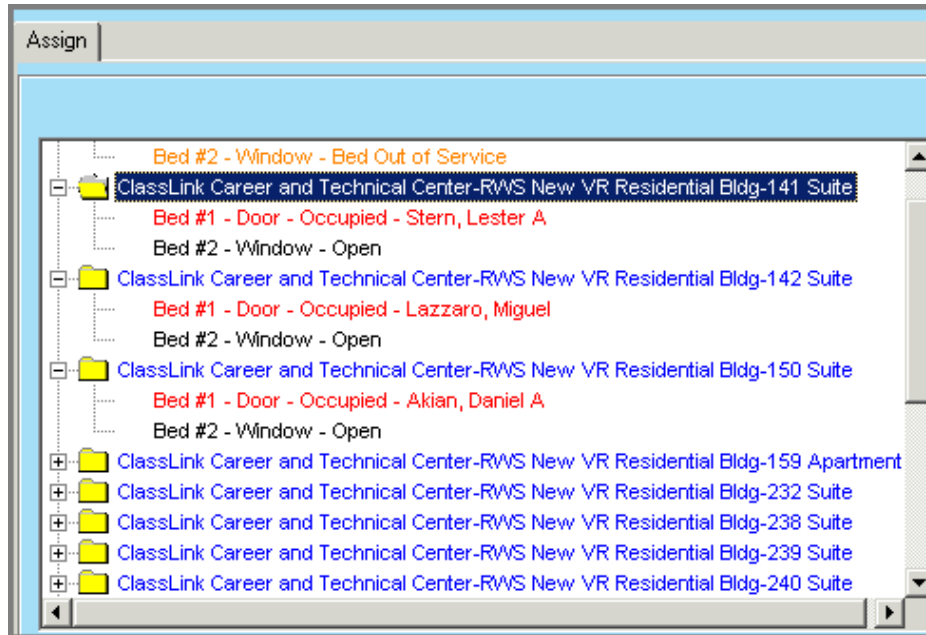 Assign
Bed #2 - Window - Bed Out of Service
ClassLink Career and Technical Center-RWS New VR Residential Bldg-141 Suite
Bed #1 - Door - Occupied - Stern, Lester A
Bed #2 - Window - Open
ClassLink Career and Technical Center-RWS New VR Residential Bldg-142 Suite
Bed #1 - Door - Occupied - Lazzaro, Miguel
Bed #2 - Window - Open
ClassLink Career and Technical Center-RWS New VR Residential Bldg-150 Suite
Bed #1 - Door - Occupied - Akian, Daniel A
Bed #2 - Window - Open
ClassLink Career and Technical Center-RWS New VR Residential Bldg-159 Apartment
ClassLink Career and Technical Center-RWS New VR Residential Bldg-232 Suite
ClassLink Career and Technical Center-RWS New VR Residential Bldg-238 Suite
ClassLink Career and Technical Center-RWS New VR Residential Bldg-239 Suite
ClassLink Career and Technical Center-RWS New VR Residential Bldg-240 Suite